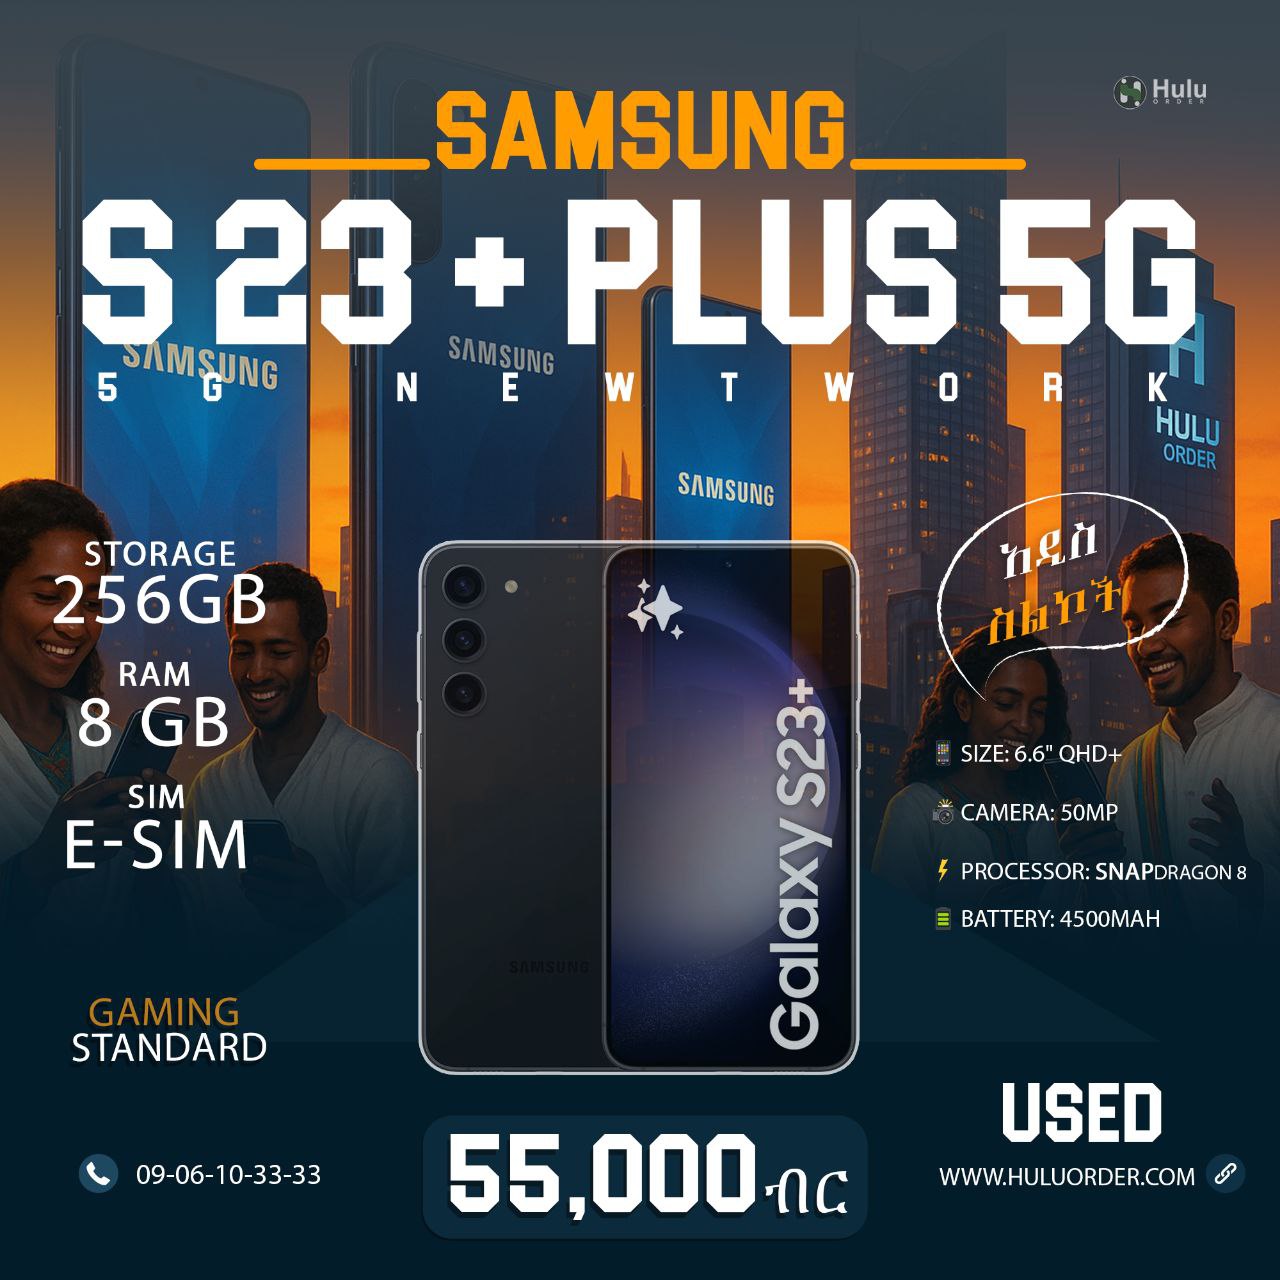 Hulu
ORDER
SAMSUNG
S 23 + PLUS 5G
5 G NEWTWORK
SAMSUNG
SAMSUNG
SAMSUNG
H
HULU
ORDER
STORAGE
256GB
RAM
8 GB
SIM
E-SIM
አዲስ
ስልኮች
SIZE: 6.6" QHD+
CAMERA: 50MP
PROCESSOR: SNAPDRAGON 8
BATTERY: 4500MAH
SAMSUNG
Galaxy S23+
GAMING
STANDARD
09-06-10-33-33
55,000 ብር
USED
WWW.HULUORDER.COM